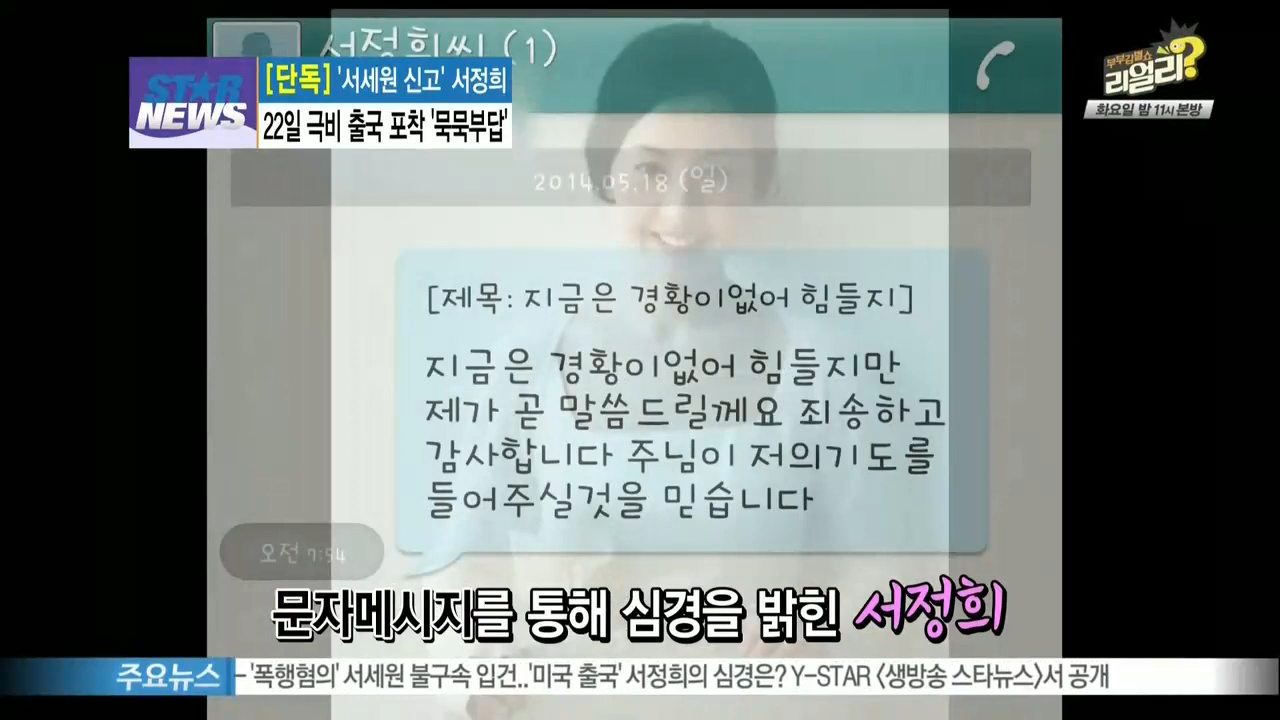 서정희씨 (1)
STAR NEWS
[단독] '서세원 신고' 서정희
22일 극비 출국 포착 '묵묵부답'
부부감별쇼
리얼리?
화요일 밤 11시 본방
2014.05.18 (일)
[제목: 지금은 경황이없어 힘들지]
지금은 경황이없어 힘들지만
제가 곧 말씀드릴께요 죄송하고
감사합니다 주님이 저의기도를
들어주실것을 믿습니다
오전 7:54
문자메시지를 통해 심경을 밝힌 서정희
주요뉴스 - '폭행혐의' 서세원 불구속 입건..'미국 출국' 서정희의 심경은? Y-STAR <생방송 스타뉴스>서 공개